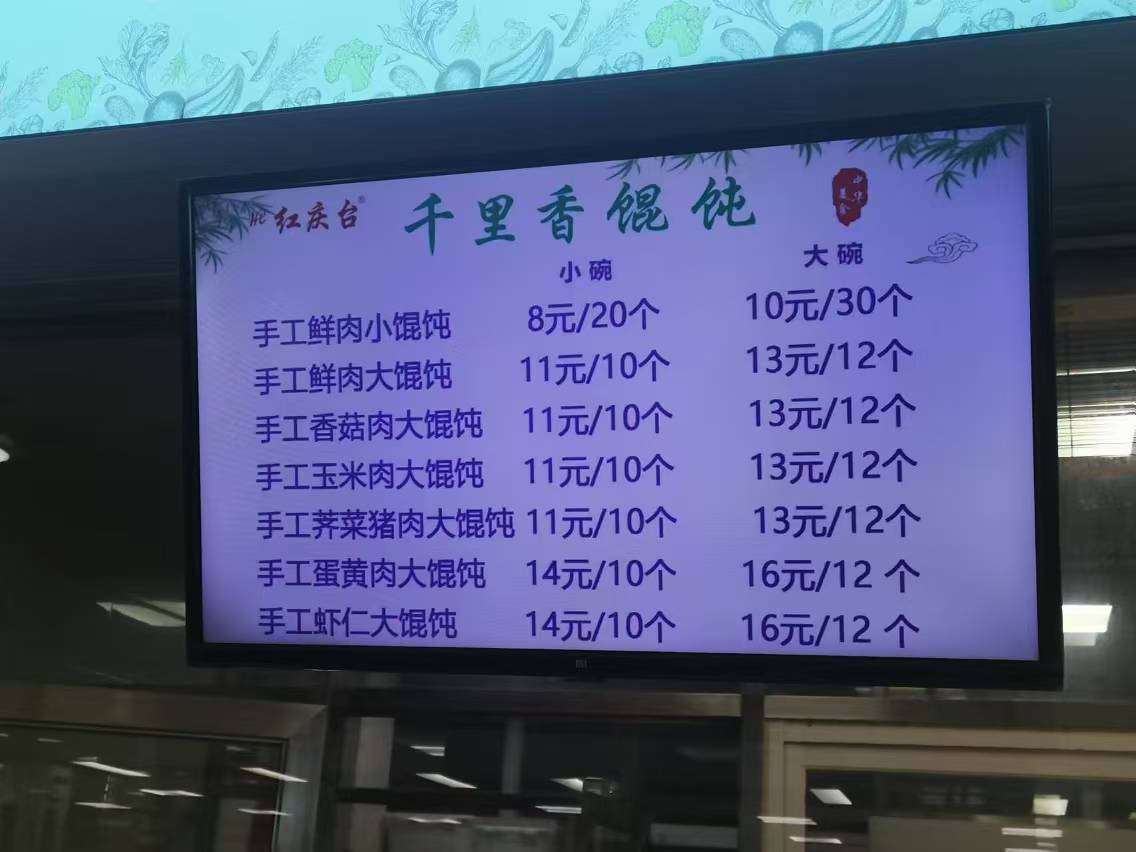 HC 红庆台®
千里香馄饨
中华美食
小碗 大碗
手工鲜肉小馄饨 8元/20个 10元/30个
手工鲜肉大馄饨 11元/10个 13元/12个
手工香菇肉大馄饨 11元/10个 13元/12个
手工玉米肉大馄饨 11元/10个 13元/12个
手工荠菜猪肉大馄饨 11元/10个 13元/12个
手工蛋黄肉大馄饨 14元/10个 16元/12 个
手工虾仁大馄饨 14元/10个 16元/12 个